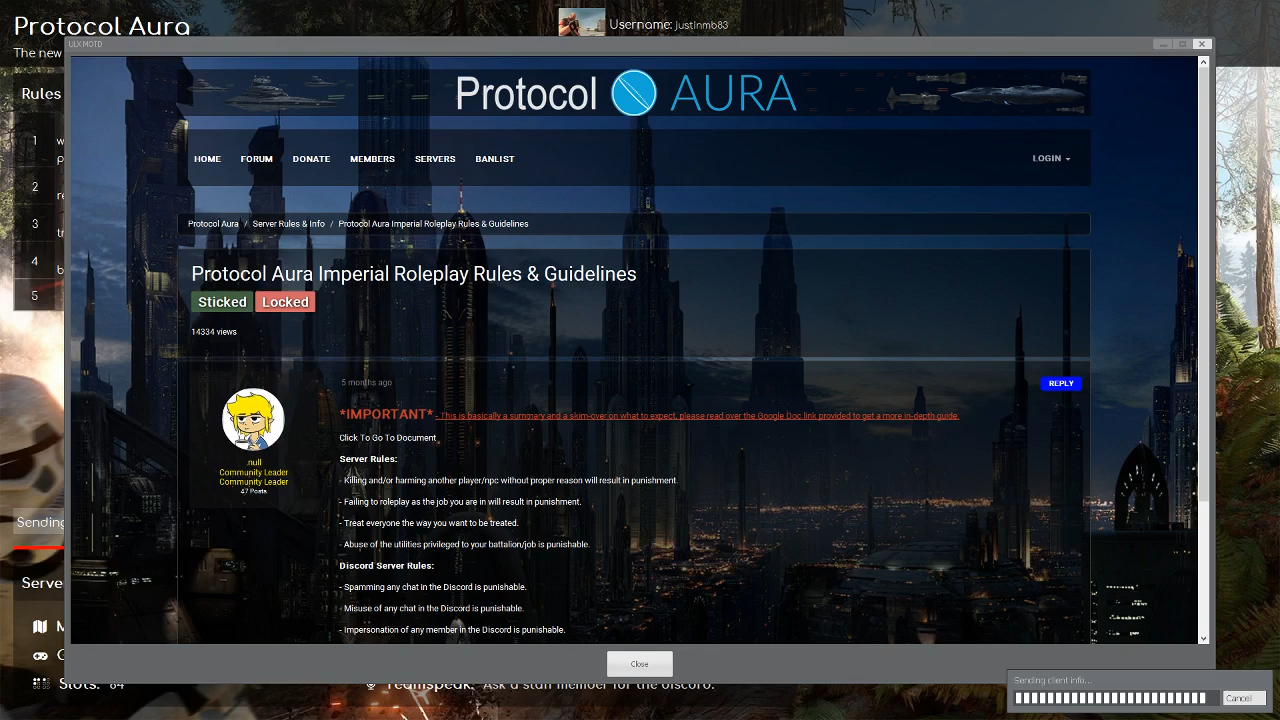 Protocol Aura
Username: JustInmb83
The new
ULX MOTD
Rules
1
2
3
4
5
Protocol AURA
HOME FORUM DONATE MEMBERS SERVERS BANLIST LOGIN
Protocol Aura / Server Rules & Info / Protocol Aura Imperial Roleplay Rules & Guidelines
Protocol Aura Imperial Roleplay Rules & Guidelines
Sticked Locked
14334 views
5 months ago
REPLY
*IMPORTANT* - This is basically a summary and a skim-over on what to expect, please read over the Google Doc link provided to get a more in-depth guide.
Click To Go To Document
.null
Community Leader
Community Leader
47 Posts
Server Rules:
- Killing and/or harming another player/npc without proper reason will result in punishment.
- Failing to roleplay as the job you are in will result in punishment.
- Treat everyone the way you want to be treated.
- Abuse of the utilities privileged to your battalion/job is punishable.
Discord Server Rules:
- Spamming any chat in the Discord is punishable.
- Misuse of any chat in the Discord is punishable.
- Impersonation of any member in the Discord is punishable.
Sending
Serve
Close
Slots: 84
Teamspeak: Ask a staff member for the discord.
Sending client info...
Cancel